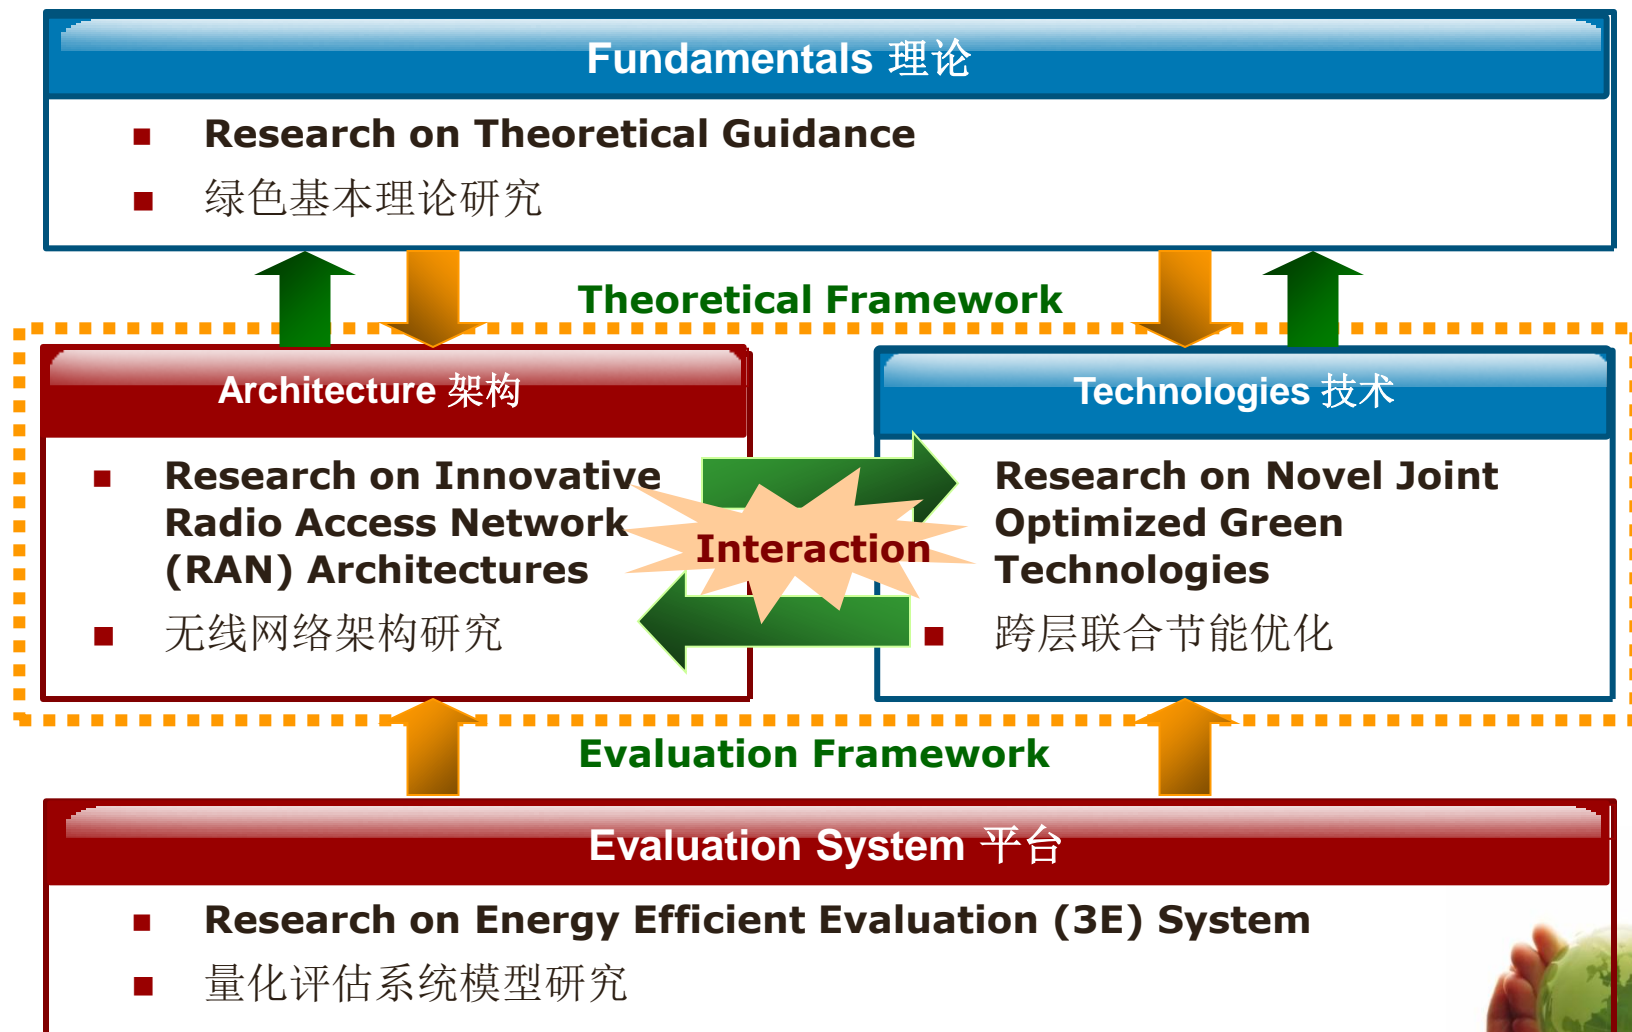 Fundamentals 理论
Research on Theoretical Guidance
绿色基本理论研究
Theoretical Framework
Architecture 架构
Research on Innovative
Radio Access Network
(RAN) Architectures
无线网络架构研究
Interaction
Technologies 技术
Research on Novel Joint
Optimized Green
Technologies
跨层联合节能优化
Evaluation Framework
Evaluation System 平台
Research on Energy Efficient Evaluation (3E) System
量化评估系统模型研究